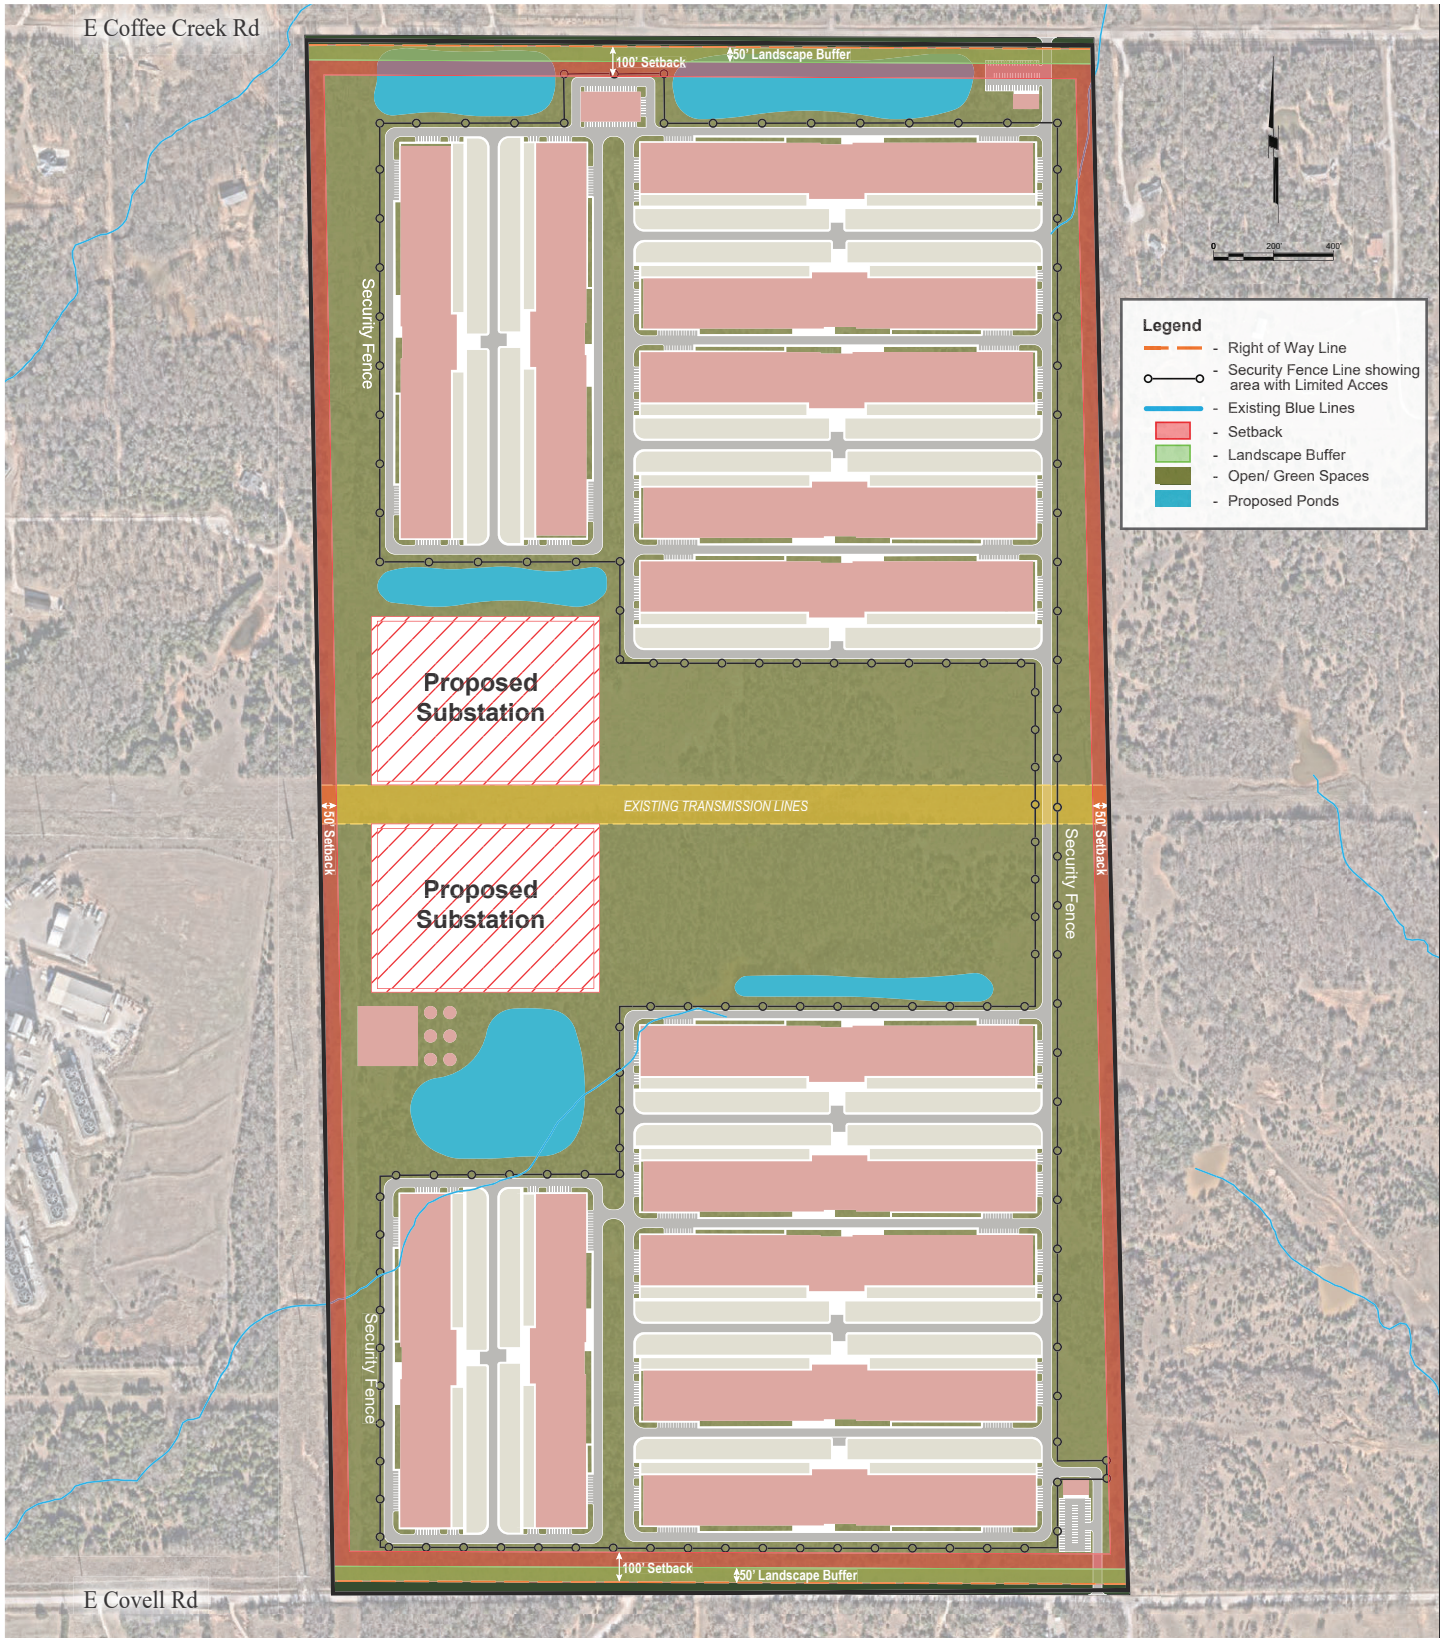 E Coffee Creek Rd
50' Landscape Buffer
100' Setback
0 200' 400'
Security Fence
Legend
- Right of Way Line
- Security Fence Line showing
area with Limited Acces
- Existing Blue Lines
- Setback
- Landscape Buffer
- Open/ Green Spaces
- Proposed Ponds
Proposed
Substation
EXISTING TRANSMISSION LINES
50' Setback
50' Setback
Security Fence
Proposed
Substation
Security Fence
100' Setback
50' Landscape Buffer
E Covell Rd